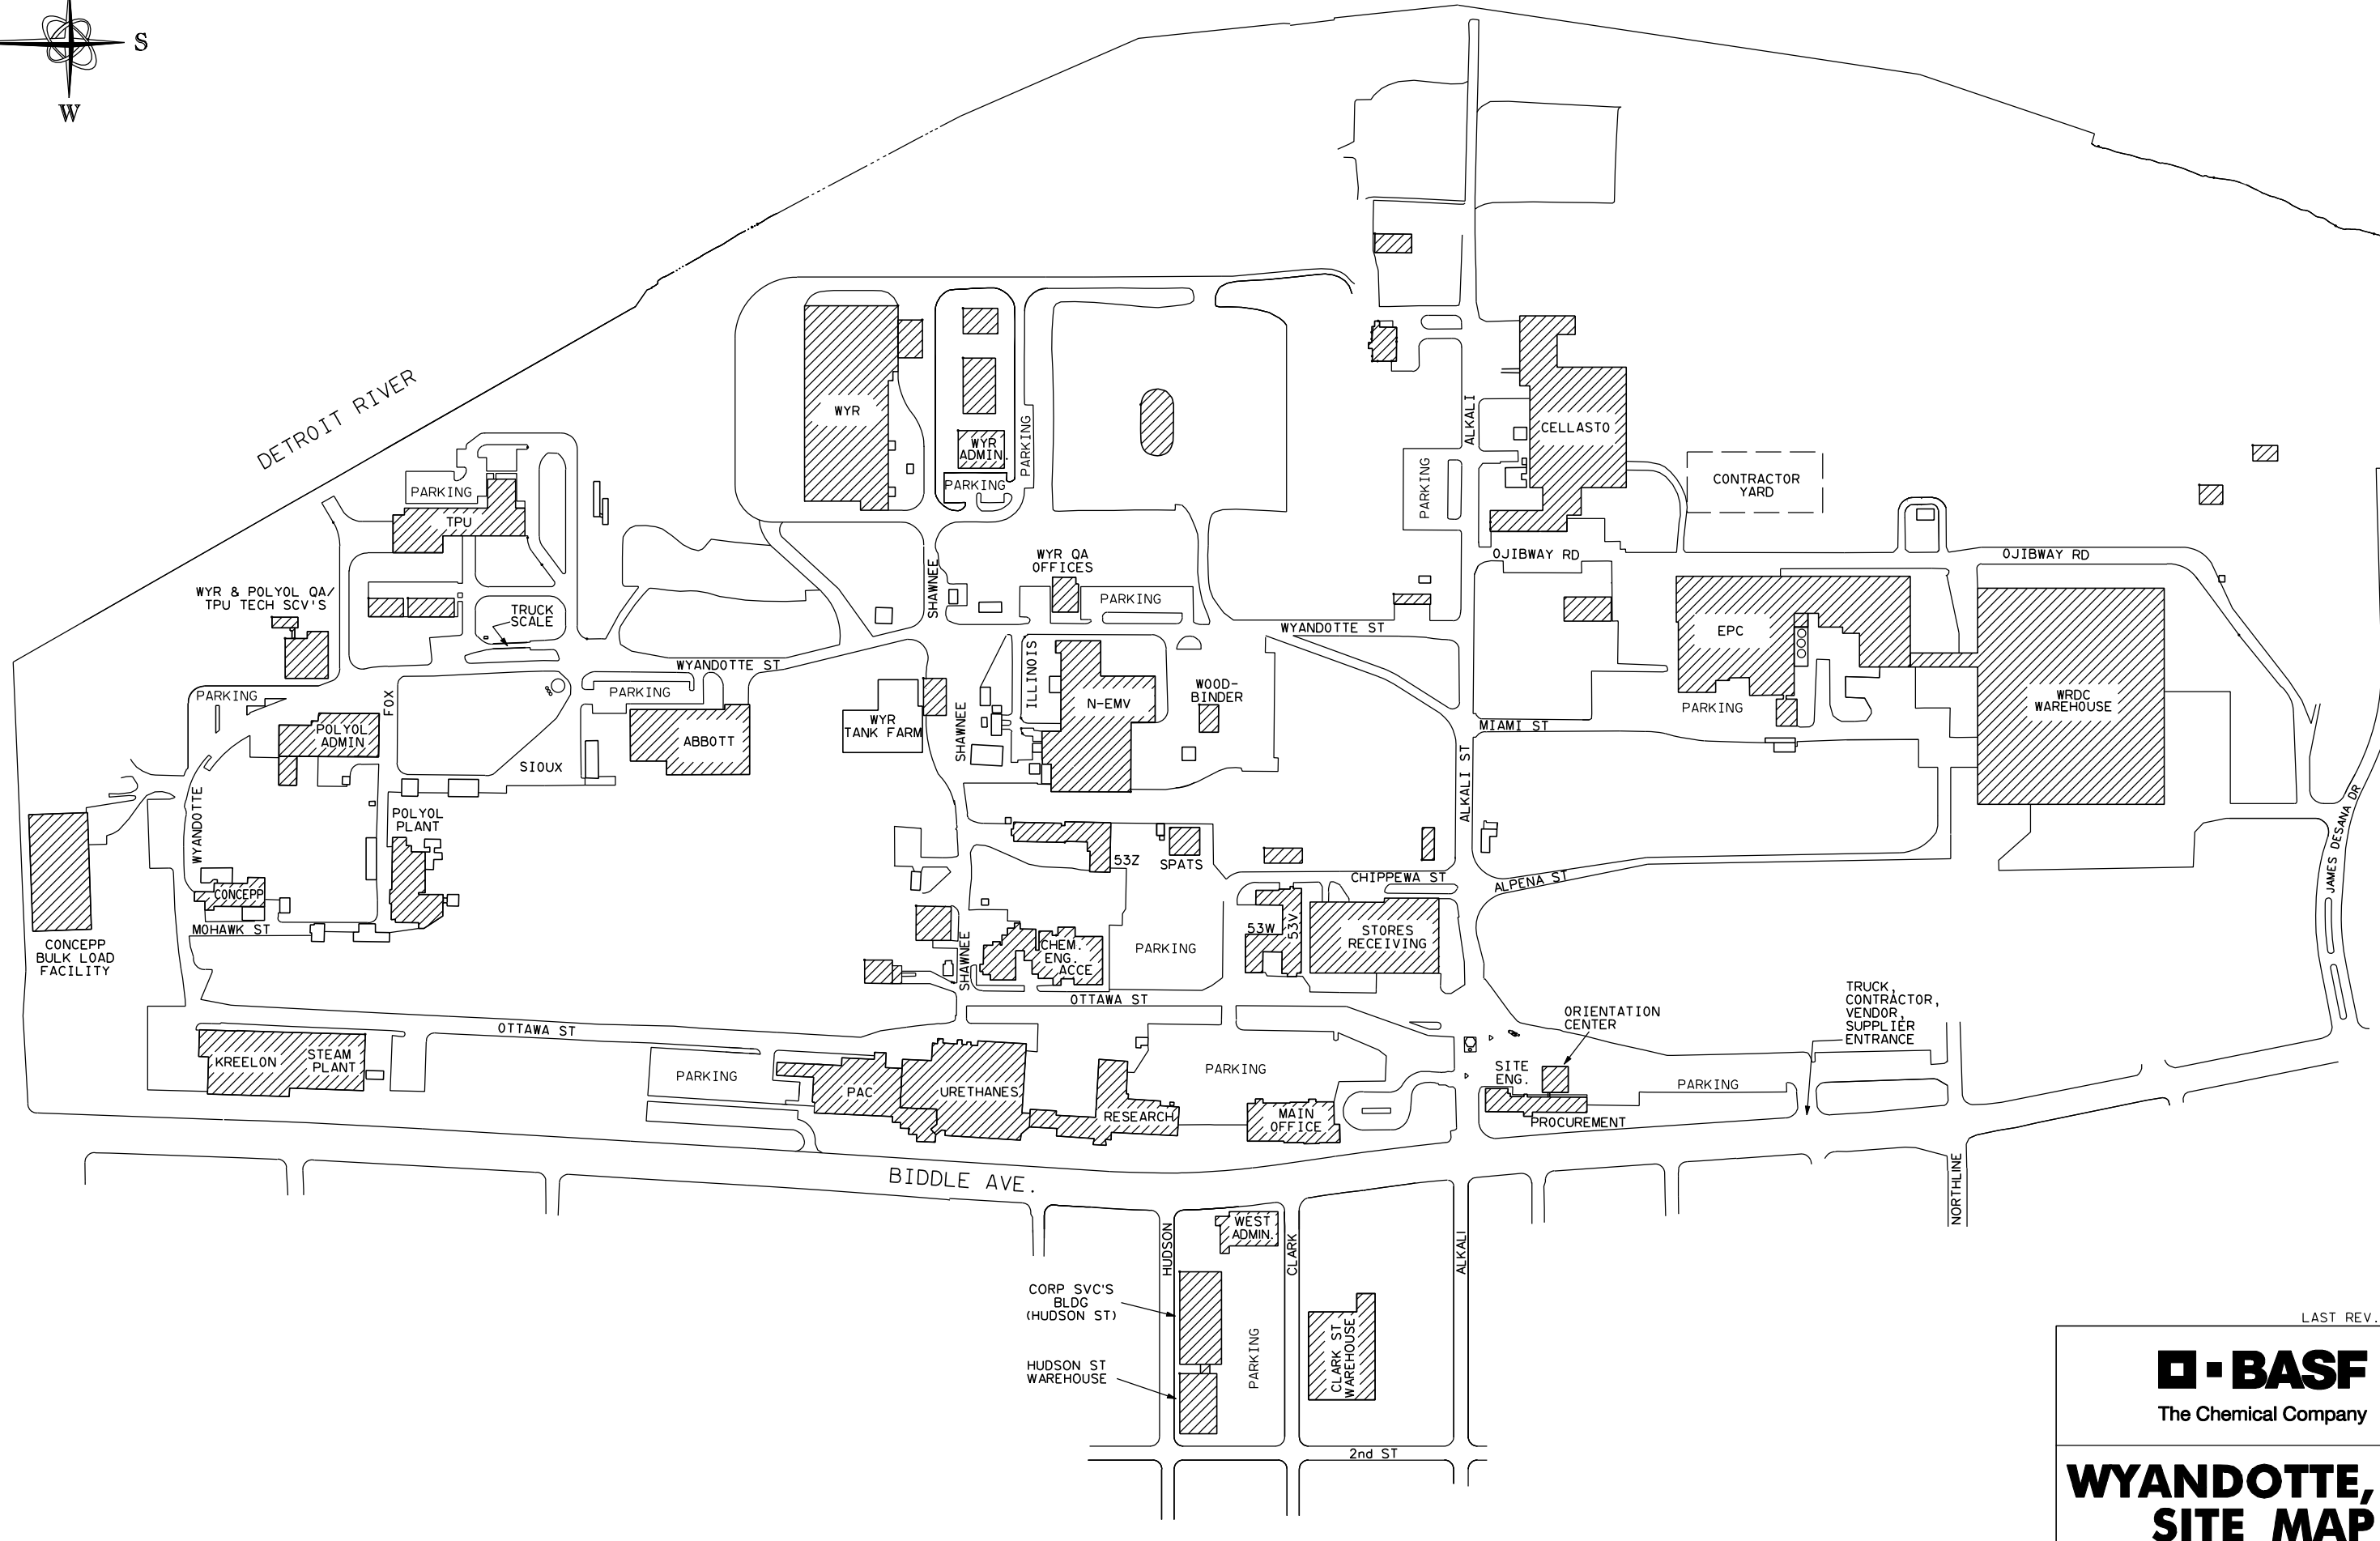 S
W
DETROIT RIVER
WYR
WYR
ADMIN.
PARKING
PARKING
ALKALI
CELLASTO
PARKING
CONTRACTOR
YARD
PARKING
TPU
WYR QA
OFFICES
OJIBWAY RD
OJIBWAY RD
SHAWNEE
WYR & POLYOL QA/
TPU TECH SCV'S
TRUCK
SCALE
PARKING
WYANDOTTE ST
EPC
WYANDOTTE ST
ILLINOIS
PARKING
FOX
PARKING
WOOD-
BINDER
N-EMV
WRDC
WAREHOUSE
PARKING
POLYOL
ADMIN
ABBOTT
WYR
TANK FARM
SHAWNEE
MIAMI ST
SIOUX
ALKALI ST
WYANDOTTE
POLYOL
PLANT
JAMES DESANA DR
53Z
SPATS
CHIPPEWA ST
ALPENA ST
CONCEPP
MOHAWK ST
53W
53V
STORES
RECEIVING
CONCEPP
BULK LOAD
FACILITY
CHEM.
ENG.
ACCE
PARKING
SHAWNEE
OTTAWA ST
TRUCK,
CONTRACTOR,
VENDOR,
SUPPLIER
ENTRANCE
ORIENTATION
CENTER
OTTAWA ST
KREELON
STEAM
PLANT
PARKING
PAC
URETHANES
RESEARCH
PARKING
MAIN
OFFICE
SITE
ENG.
PARKING
PROCUREMENT
BIDDLE AVE.
NORTHLINE
WEST
ADMIN.
HUDSON
CLARK
ALKALI
CORP SVC'S
BLDG
(HUDSON ST)
PARKING
CLARK ST
WAREHOUSE
HUDSON ST
WAREHOUSE
2nd ST
LAST REV.
BASF
The Chemical Company
WYANDOTTE,
SITE MAP